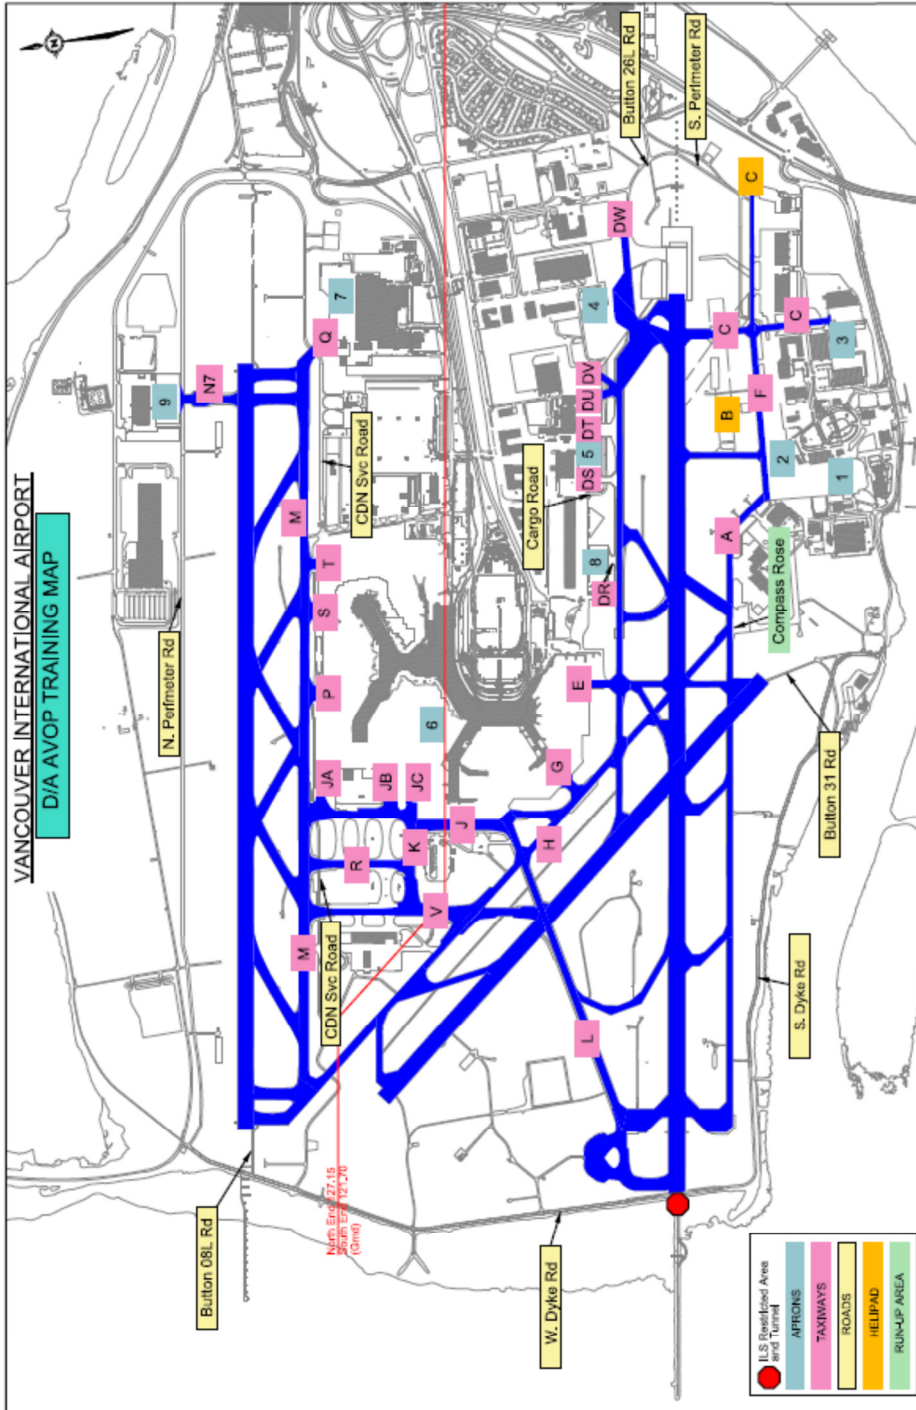 VANCOUVER INTERNATIONAL AIRPORT
D/A AVOP TRAINING MAP
N. Perimeter Rd
9
N7
Button 08L Rd
M
M
Q
7
T
S
P
JA
R
CDN Svc Road
CDN Svc Road
North End 127.15
South End 121.70
(Grnd)
JB
JC
K
6
V
J
G
H
E
Cargo Road
W. Dyke Rd
L
DR
8
DS
5
DT
DU
DV
4
DW
Button 26L Rd
S. Perimeter Rd
A
B
C
C
C
F
Compass Rose
2
1
3
S. Dyke Rd
Button 31 Rd
ILS Restricted Area
and Tunnel
APRONS
TAXIWAYS
ROADS
HELIPAD
RUN-UP AREA